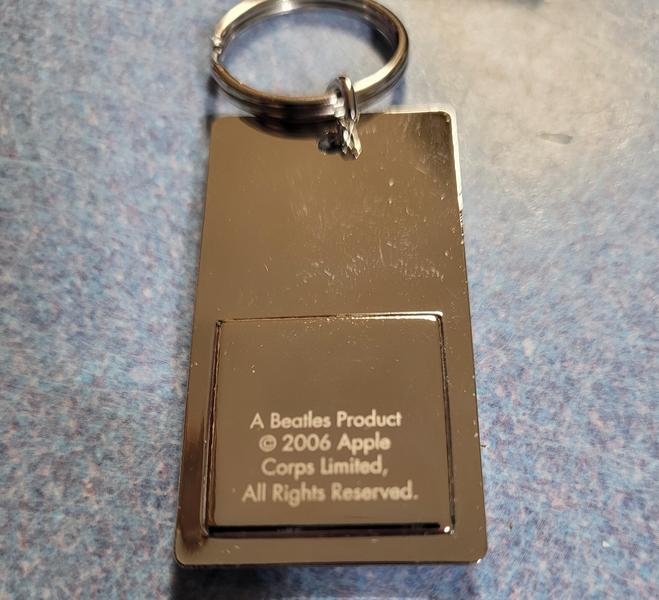 A Beatles Product
© 2006 Apple
Corps Limited,
All Rights Reserved.